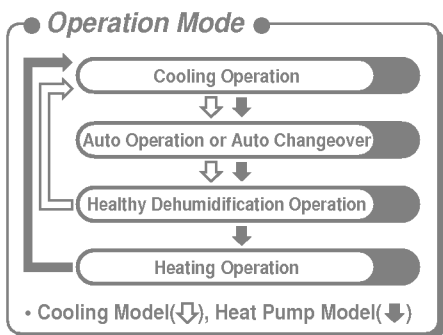 Operation Mode
Cooling Operation
Auto Operation or Auto Changeover
Healthy Dehumidification Operation
Heating Operation
• Cooling Model(⇩), Heat Pump Model(⬇)